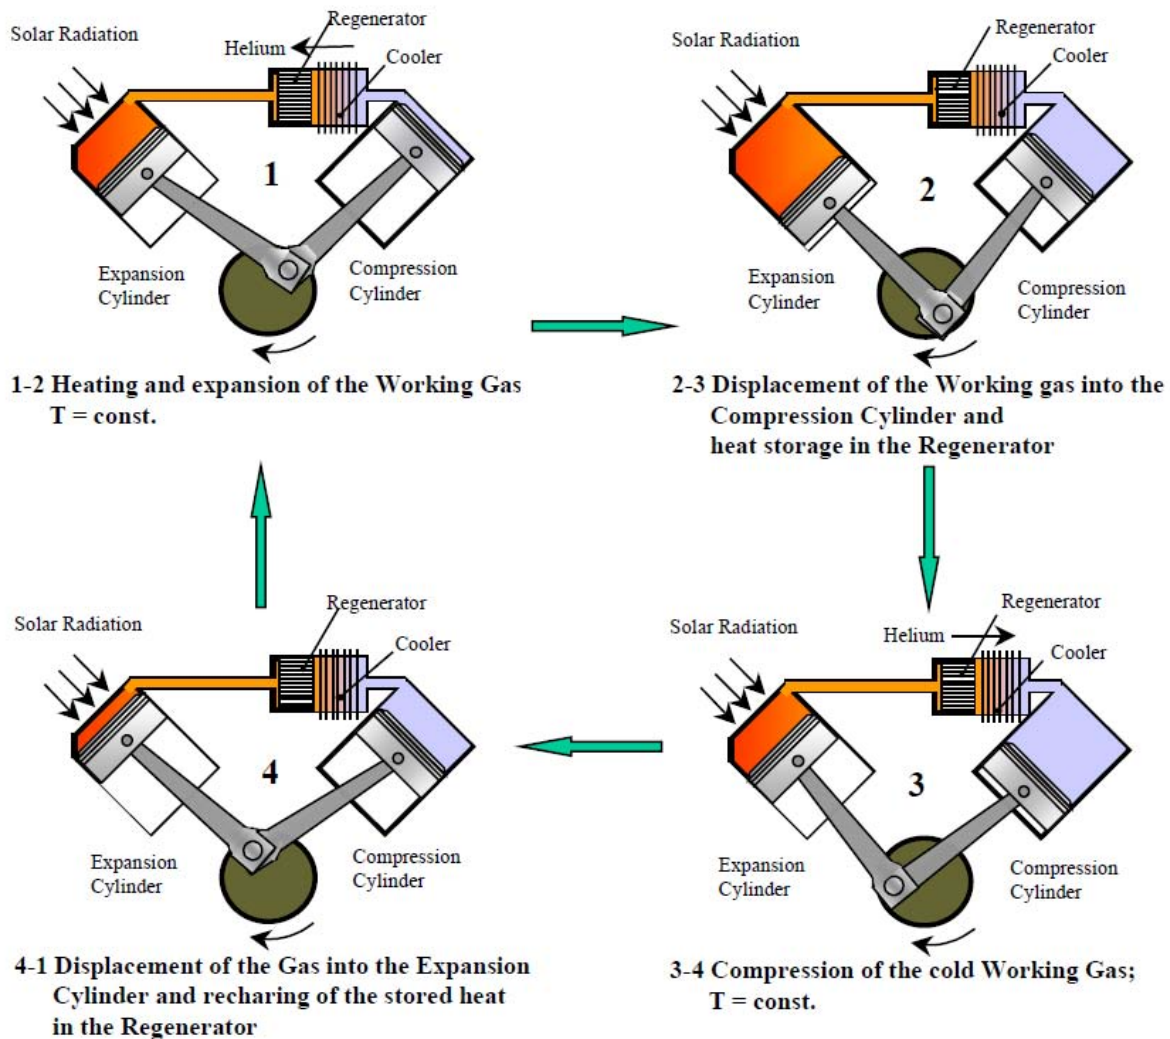 Regenerator
Solar Radiation
Helium
Cooler
1
Expansion
Cylinder
Compression
Cylinder
1-2 Heating and expansion of the Working Gas
T = const.
Solar Radiation
Regenerator
Cooler
2
Expansion
Cylinder
Compression
Cylinder
2-3 Displacement of the Working gas into the
Compression Cylinder and
heat storage in the Regenerator
Solar Radiation
Regenerator
Cooler
4
Expansion
Cylinder
Compression
Cylinder
4-1 Displacement of the Gas into the Expansion
Cylinder and recharing of the stored heat
in the Regenerator
Regenerator
Solar Radiation
Helium
Cooler
3
Expansion
Cylinder
Compression
Cylinder
3-4 Compression of the cold Working Gas;
T = const.